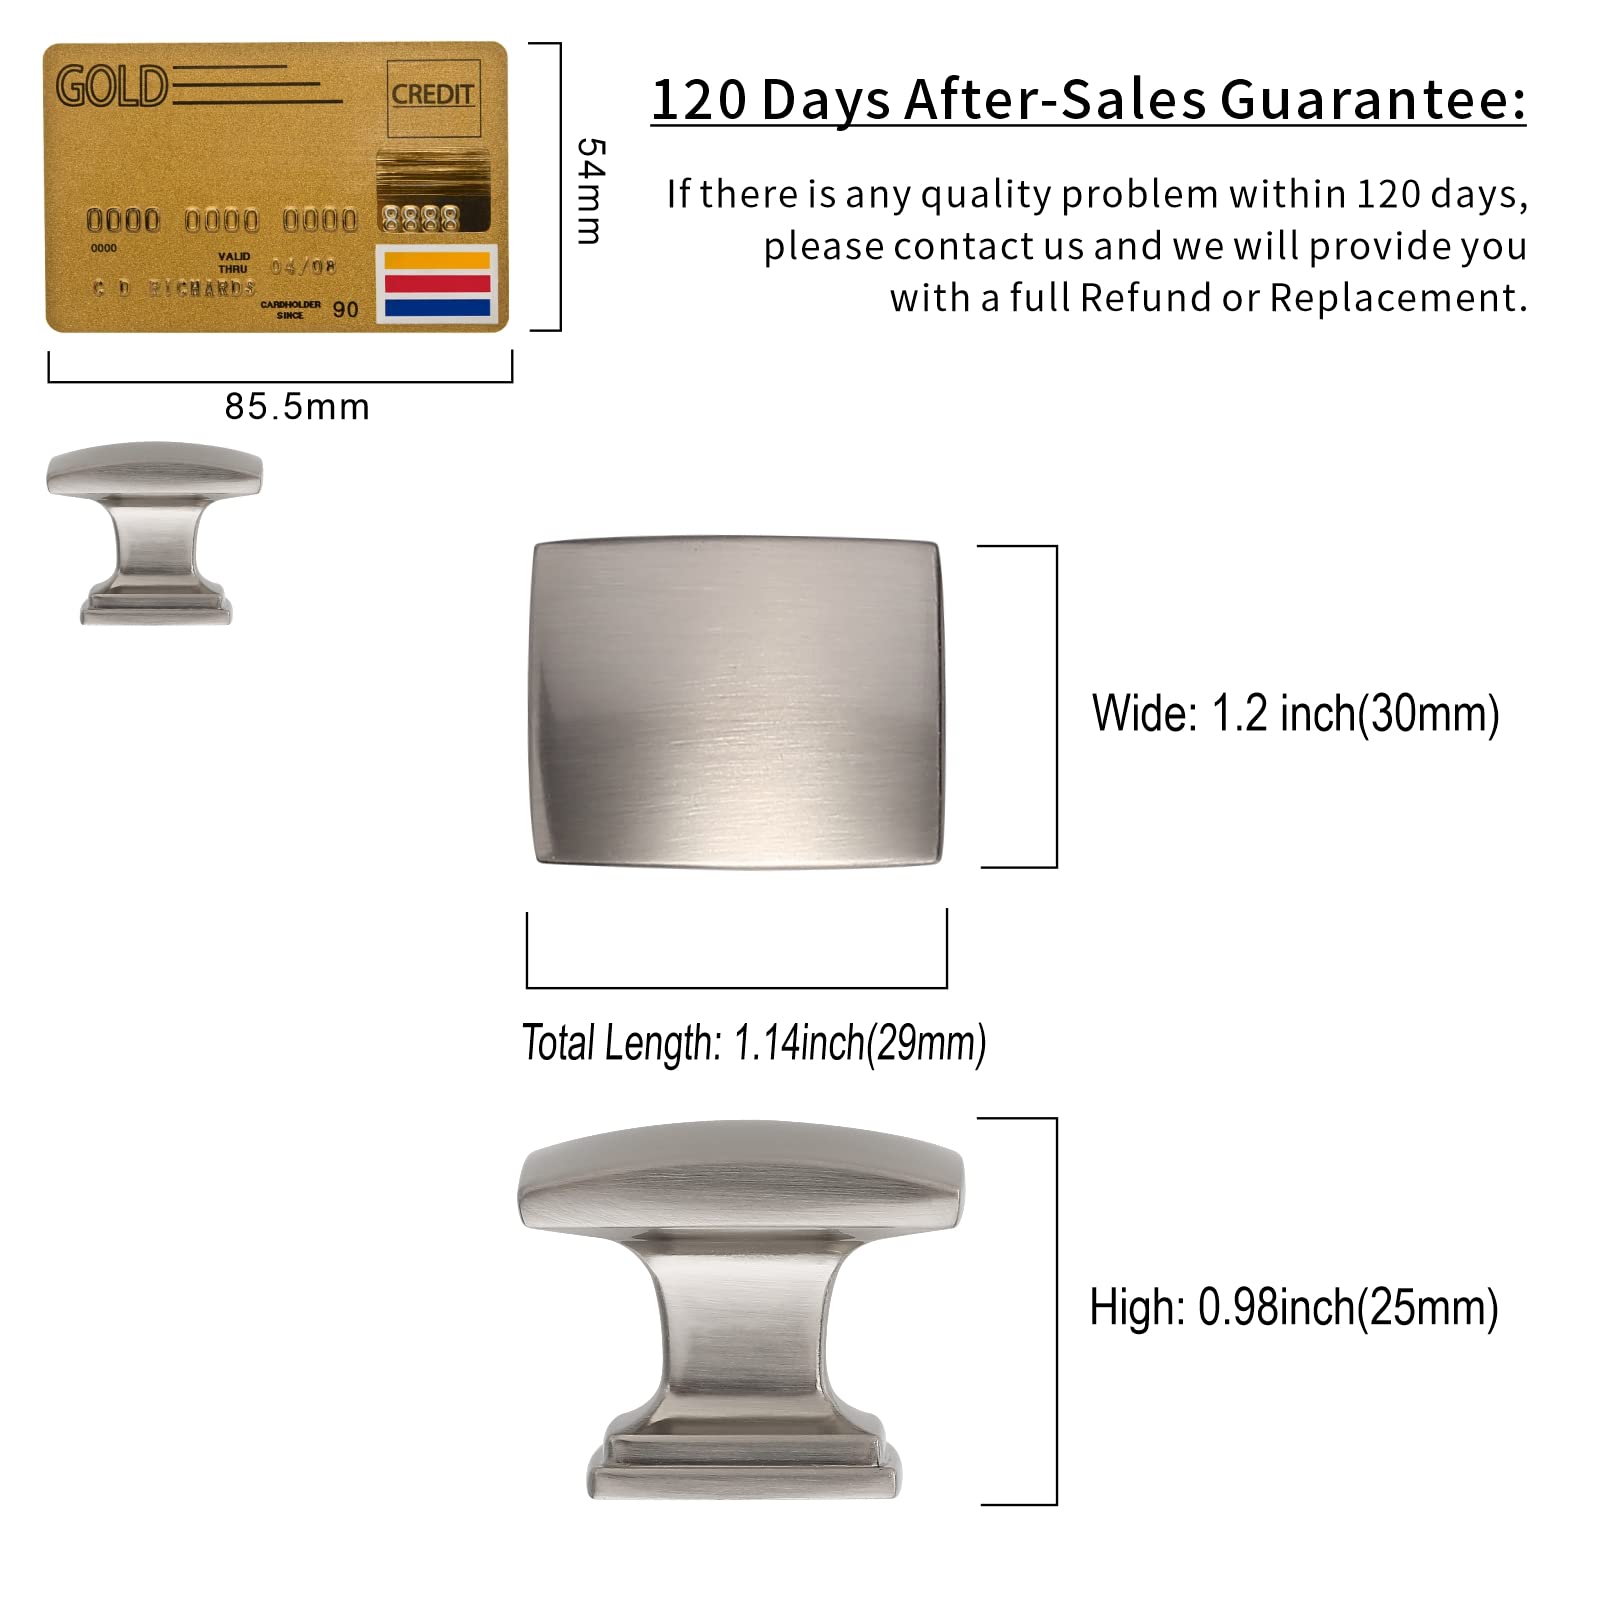 GOLD
CREDIT
0000 0000 0000 8888
0000
VALID
THRU
04/08
C D RICHARDS
CARDHOLDER
SINCE
90
54mm
85.5mm
120 Days After-Sales Guarantee:
If there is any quality problem within 120 days,
please contact us and we will provide you
with a full Refund or Replacement.
Wide: 1.2 inch(30mm)
Total Length: 1.14inch(29mm)
High: 0.98inch(25mm)